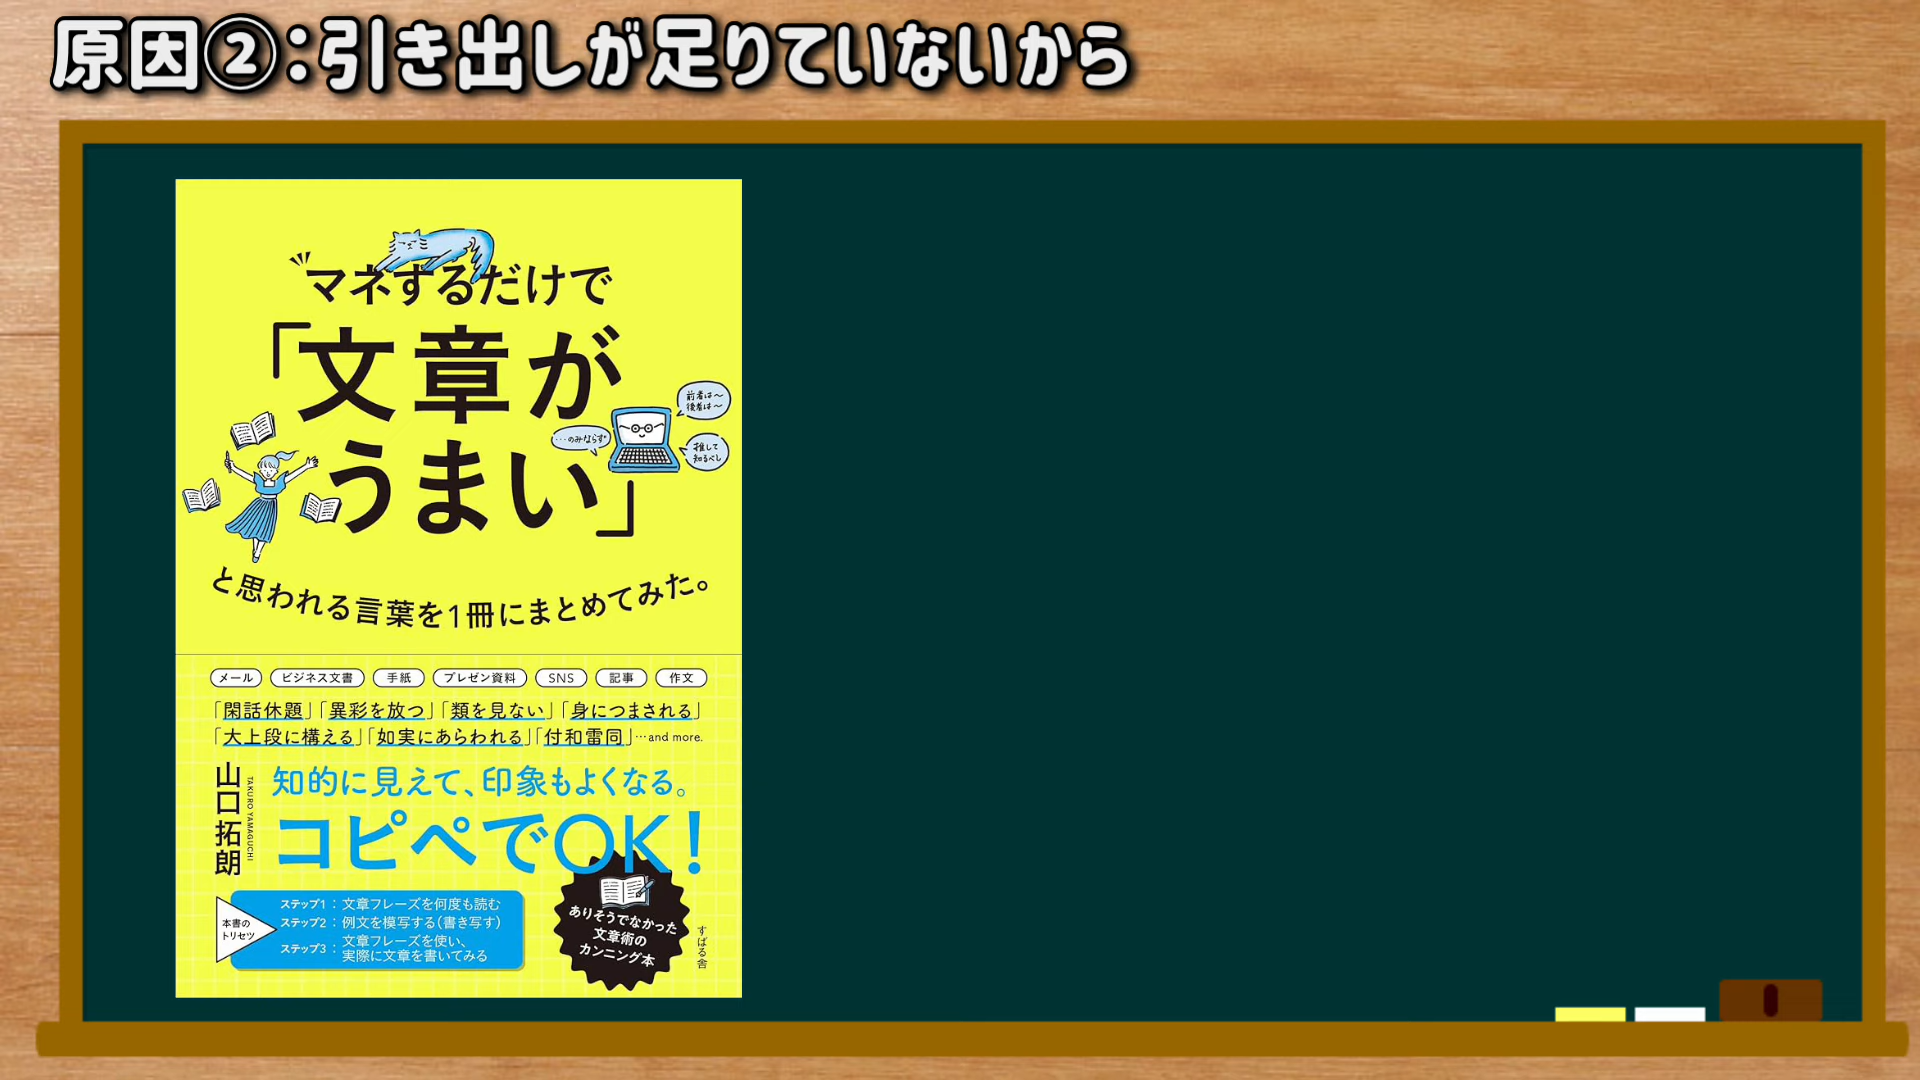 原因②:引き出しが足りていないから
マネするだけで
「文章が
うまい」
前者は〜
後者は〜
…のみならず
推して
知るべし
と思われる言葉を1冊にまとめてみた。
メール ビジネス文書 手紙 プレゼン資料 SNS 記事 作文
「閑話休題」「異彩を放つ」「類を見ない」「身につまされる」
「大上段に構える」「如実にあらわれる」「付和雷同」…and more.
山口拓朗
TAKURO YAMAGUCHI
知的に見えて、印象もよくなる。
コピペでOK!
本書の
トリセツ
ステップ1:文章フレーズを何度も読む
ステップ2:例文を模写する(書き写す)
ステップ3:文章フレーズを使い、
実際に文章を書いてみる
ありそうでなかった
文章術の
カンニング本
すばる舎